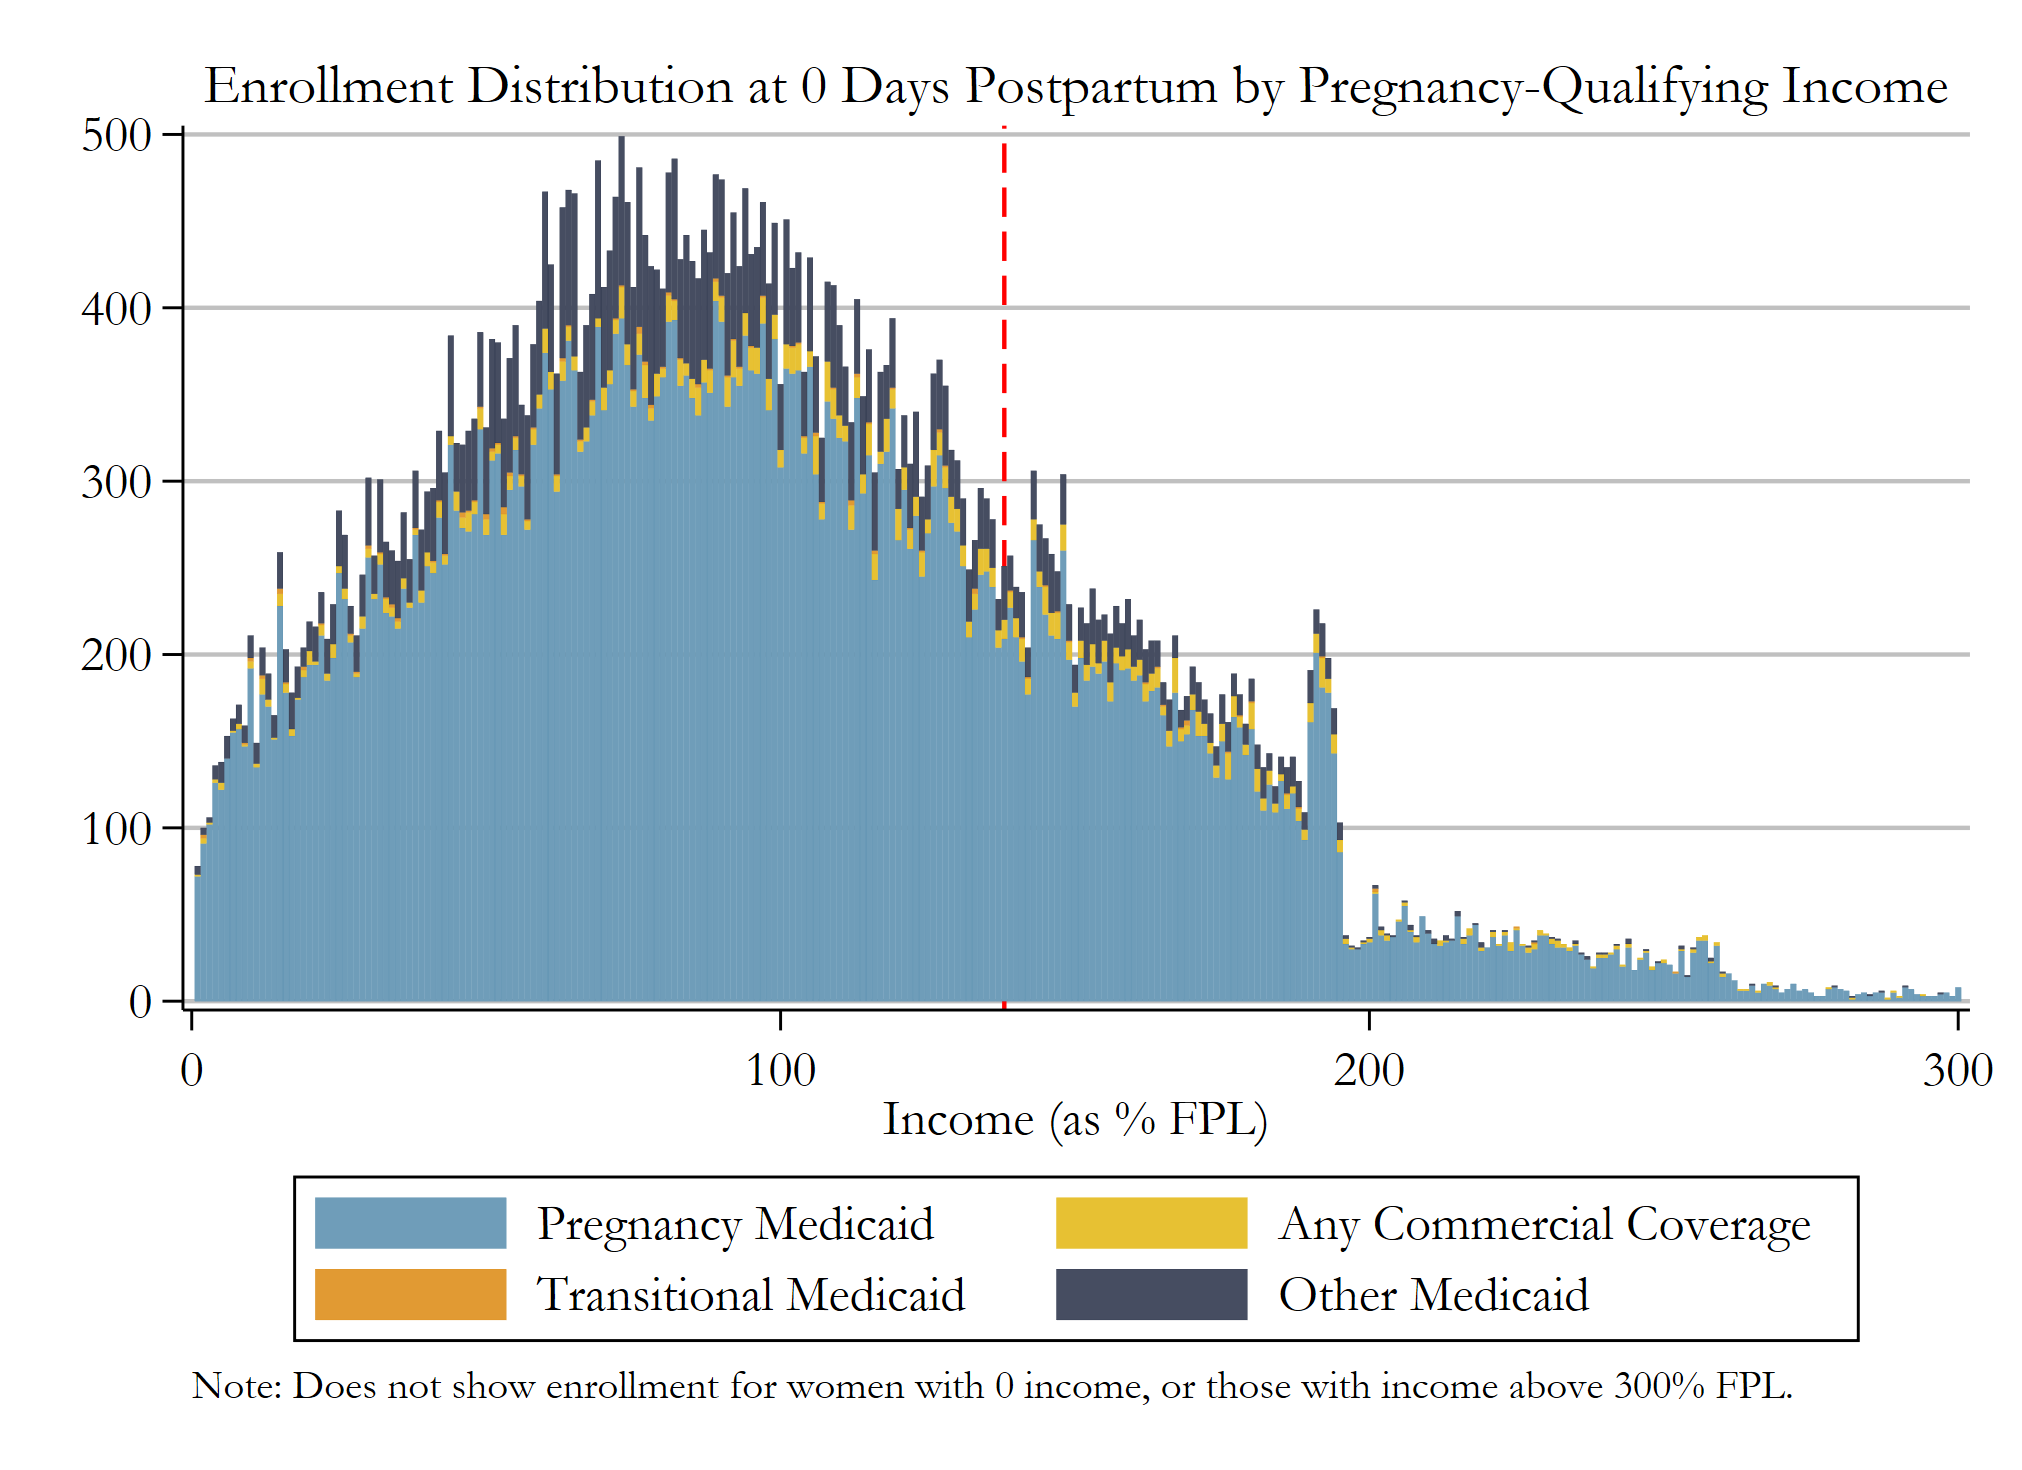 Enrollment Distribution at 0 Days Postpartum by Pregnancy-Qualifying Income
500
400
300
200
100
0
0 100 200 300
Income (as % FPL)
Pregnancy Medicaid Any Commercial Coverage
Transitional Medicaid Other Medicaid
Note: Does not show enrollment for women with 0 income, or those with income above 300% FPL.